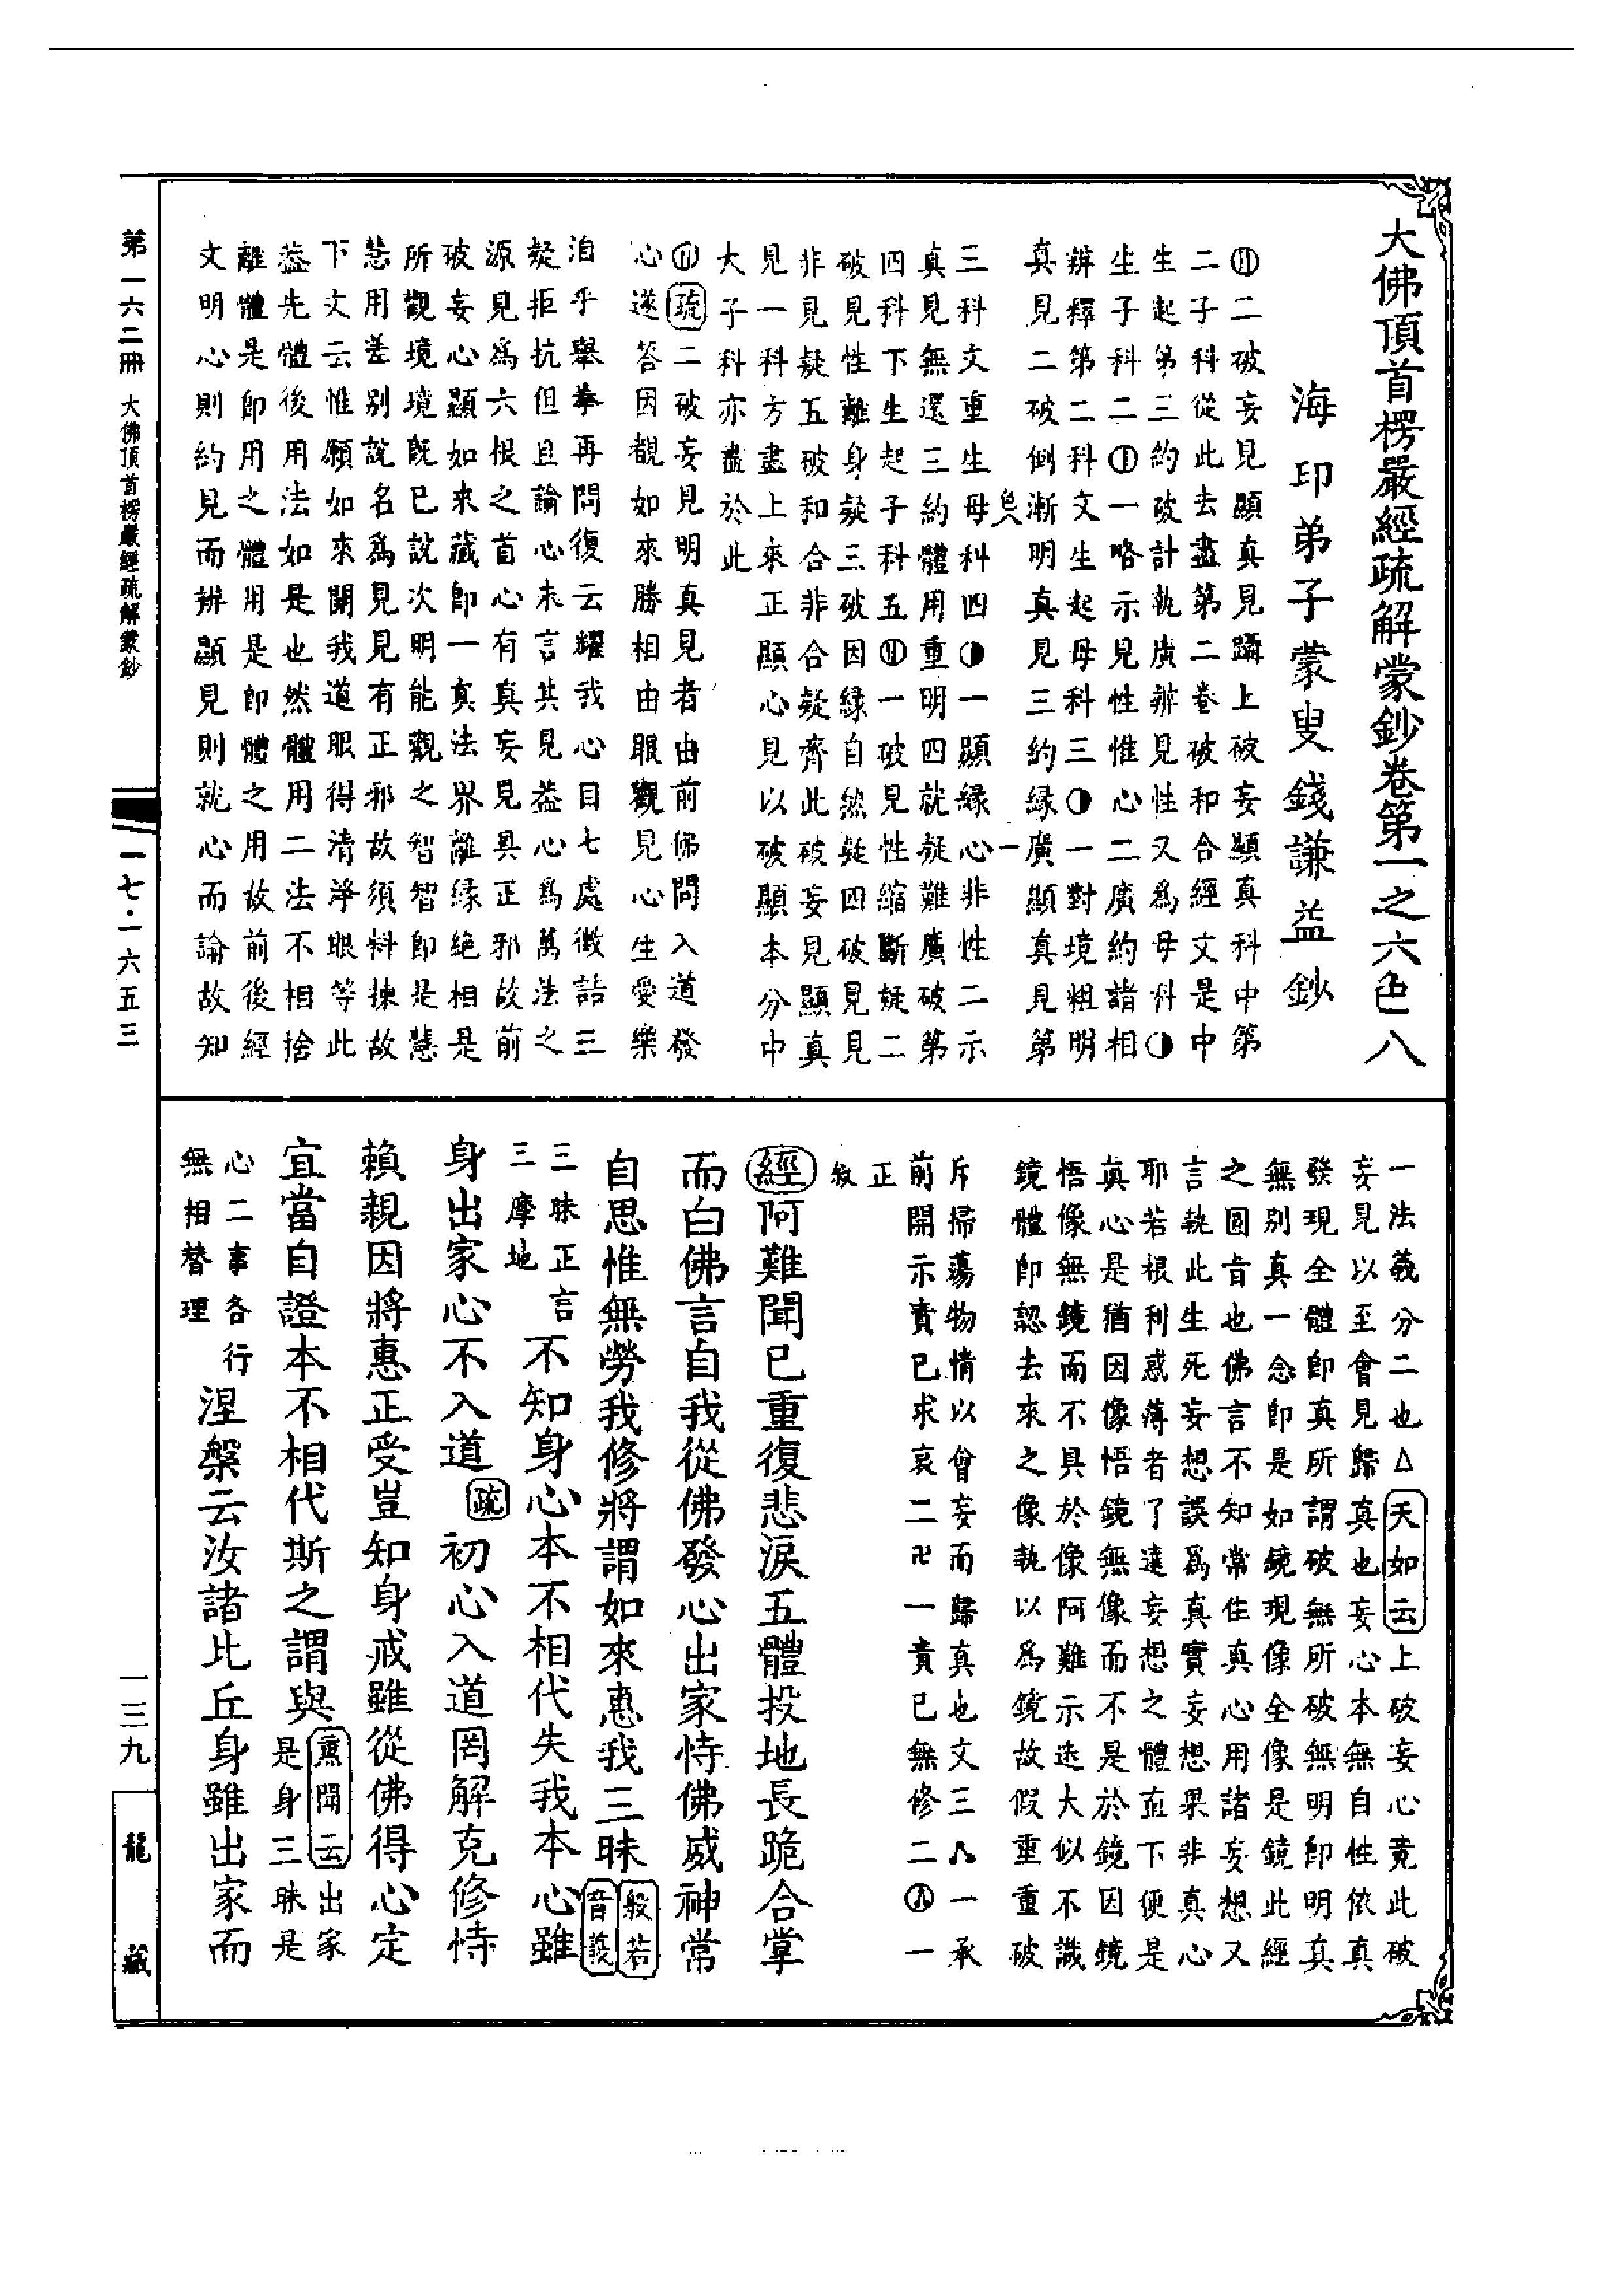 大佛頂首楞嚴經疏解蒙鈔卷第一之六 色八
海印弟子蒙叟錢謙益鈔
二破妄見顯真見躡上破妄顯真科中第
二子科從此去盡第二卷破和合經文是中
生起第三約破計執廣辨見性又為母科◑
生子科二①一略示見性惟心二廣約詣相
辨釋第二科文生起母科三◑一對境粗明
真見二破倒漸明真見三約緣廣顯真見第
三科文重生母科四◑一顯緣心非性二示
真見無還三約體用重明四就疑難廣破第
四科下生起子科五一破見性縮斷疑二
破見性離身疑三破因緣自然疑四破見見
非見疑五破和合非合疑齊此破妄見顯真
見一科方盡上來正顯心見以破顯本分中
大子科亦盡於此
疏二破妄見明真見者由前佛問入道發
心遂答因觀如來勝相由眼觀見心生愛樂
洎乎舉拳再問復云耀我心目七處徵詰三
疑拒抗但且論心未言其見益心為萬法之
源見為六根之首心有真妄見具正邪故前
破妄心顯如來藏即一真法界離緣絕相是
所觀境境既已說次明能觀之智智即是慧
慧用差別說名為見見有正邪故須料揀故
下文云惟願如來開我道眼得清淨眼等此
益先體後用法如是也然體用二法不相捨
離體是即用之體用是即體之用故前後經
文明心則約見而辨顯見則就心而論故知
一法義分二也△天如云上破妄心竟此破
妄見以至會見歸真也妄心本無自性依真
發現全體即真所謂破無所破無明即明真
無別真一念即是如鏡現像全像是鏡此經
之圓旨也佛言不知常住真心用諸妄想又
言執此生死妄想誤為真實妄想果非真心
耶若根利惑薄者了達妄想之體直下便是
真心是猶因像悟鏡無像而不是於鏡因鏡
悟像無鏡而不具於像阿難示迷大似不識
鏡體即認去來之像執以為鏡故假重重破
斥掃蕩物情以會妄而歸真也文三一承
前開示責已求哀二卍一責已無修二一
正教
經阿難聞已重復悲淚五體投地長跪合掌
而白佛言自我從佛發心出家恃佛威神常
自思惟無勞我修將謂如來惠我三昧般若音義
三昧正言三摩地不知身心本不相代失我本心雖
身出家心不入道疏初心入道罔解克修恃
賴親因將惠正受豈知身戒雖從佛得心定
宜當自證本不相代斯之謂與熏聞云出家是身三昧是
心二事各行無相替理涅槃云汝諸比丘身雖出家而
第一六二冊
大佛頂首楞嚴經疏解蒙鈔
一七·一六五三
一三九
龍藏